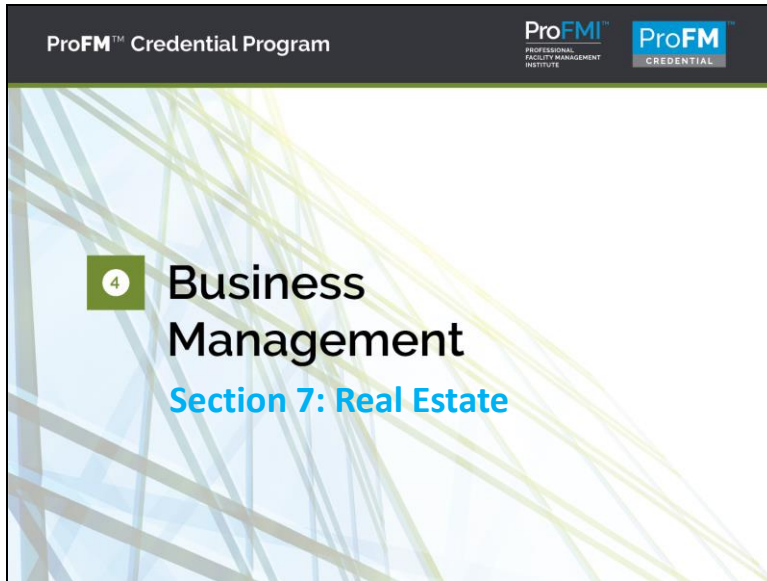 ProFM™ Credential Program
ProFMI™
PROFESSIONAL
FACILITY MANAGEMENT
INSTITUTE
ProFM™
CREDENTIAL
4
Business
Management
Section 7: Real Estate